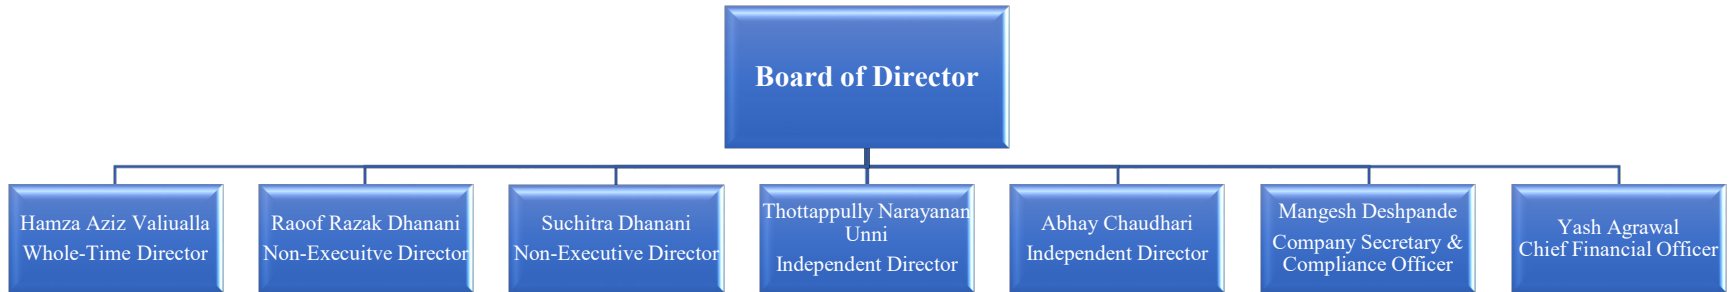 Board of Director
Hamza Aziz Valiualla
Whole-Time Director
Raoof Razak Dhanani
Non-Execuitve Director
Suchitra Dhanani
Non-Executive Director
Thottappully Narayanan
Unni
Independent Director
Abhay Chaudhari
Independent Director
Mangesh Deshpande
Company Secretary &
Compliance Officer
Yash Agrawal
Chief Financial Officer